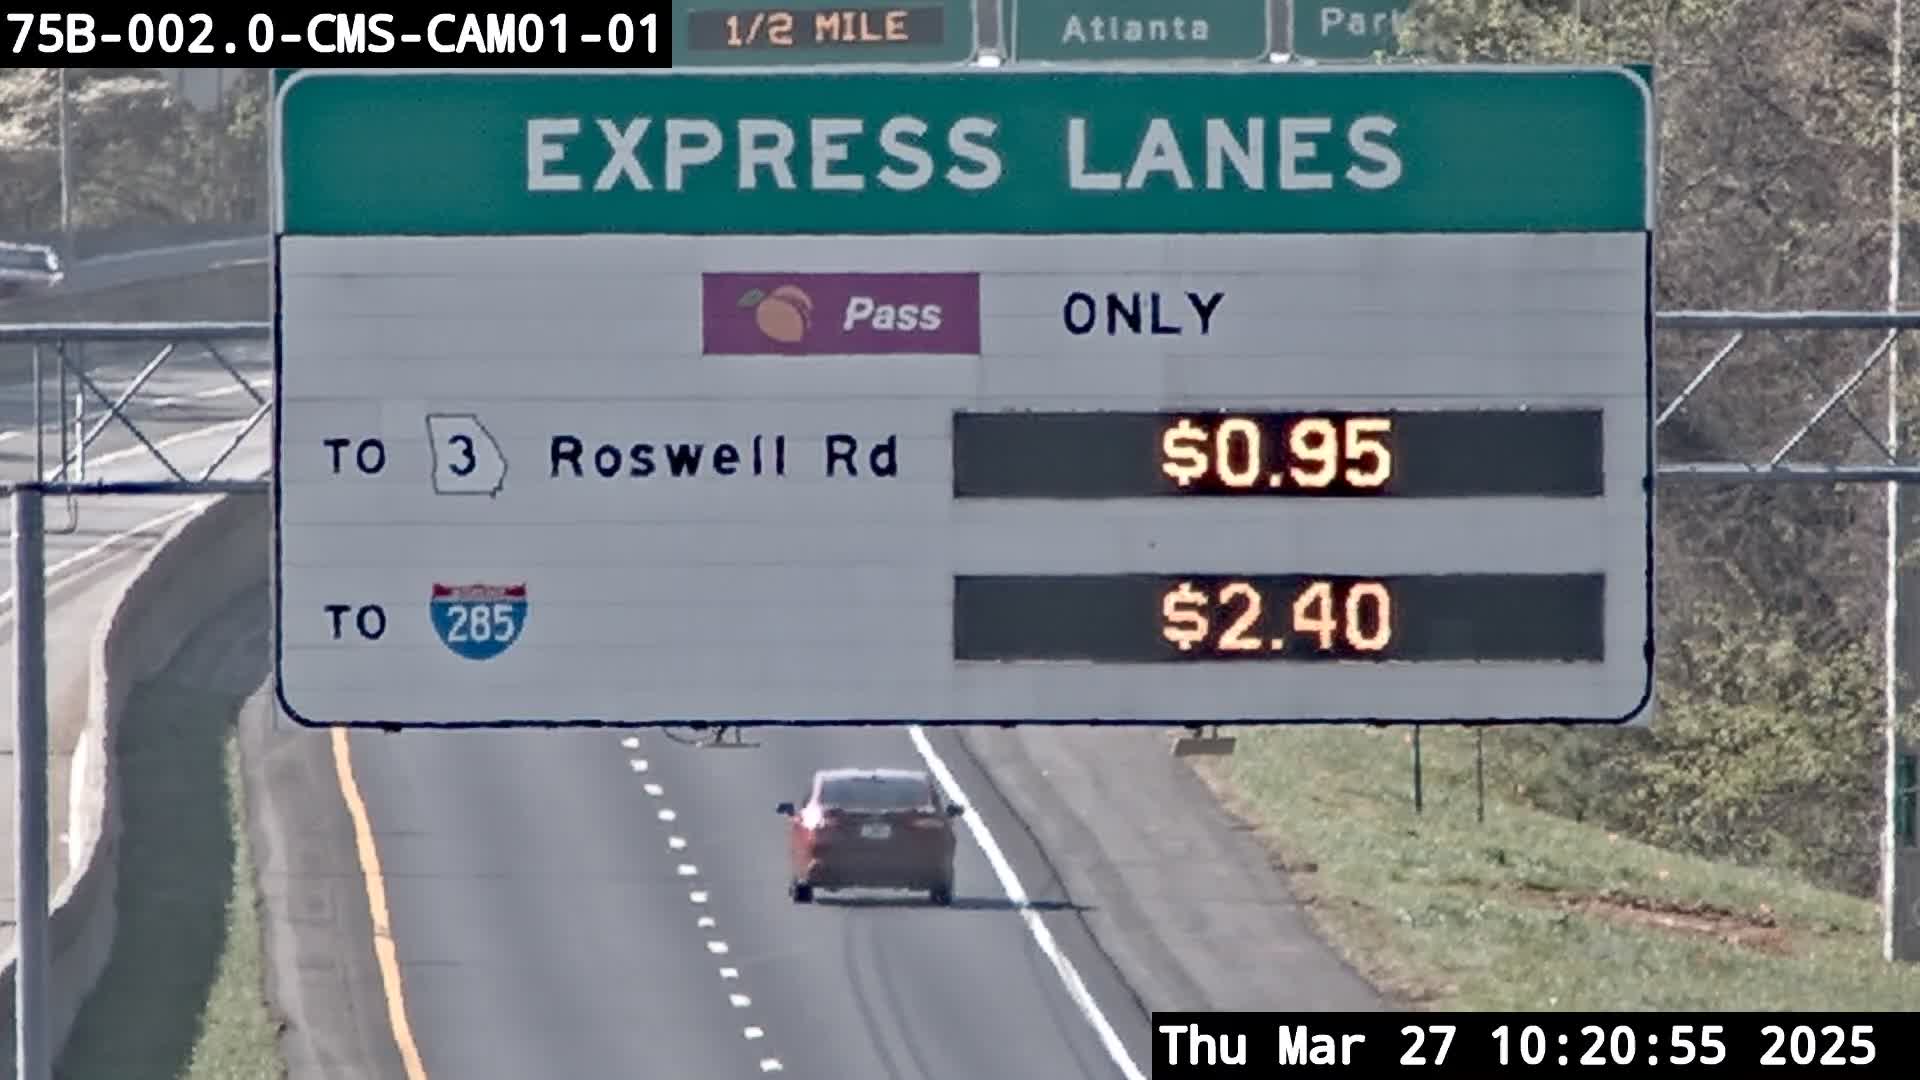 75B-002.0-CMS-CAM01-01
1/2 MILE
Atlanta
EXPRESS LANES
Pass ONLY
TO 3 Roswell Rd $0.95
TO 285 $2.40
Thu Mar 27 10:20:55 2025